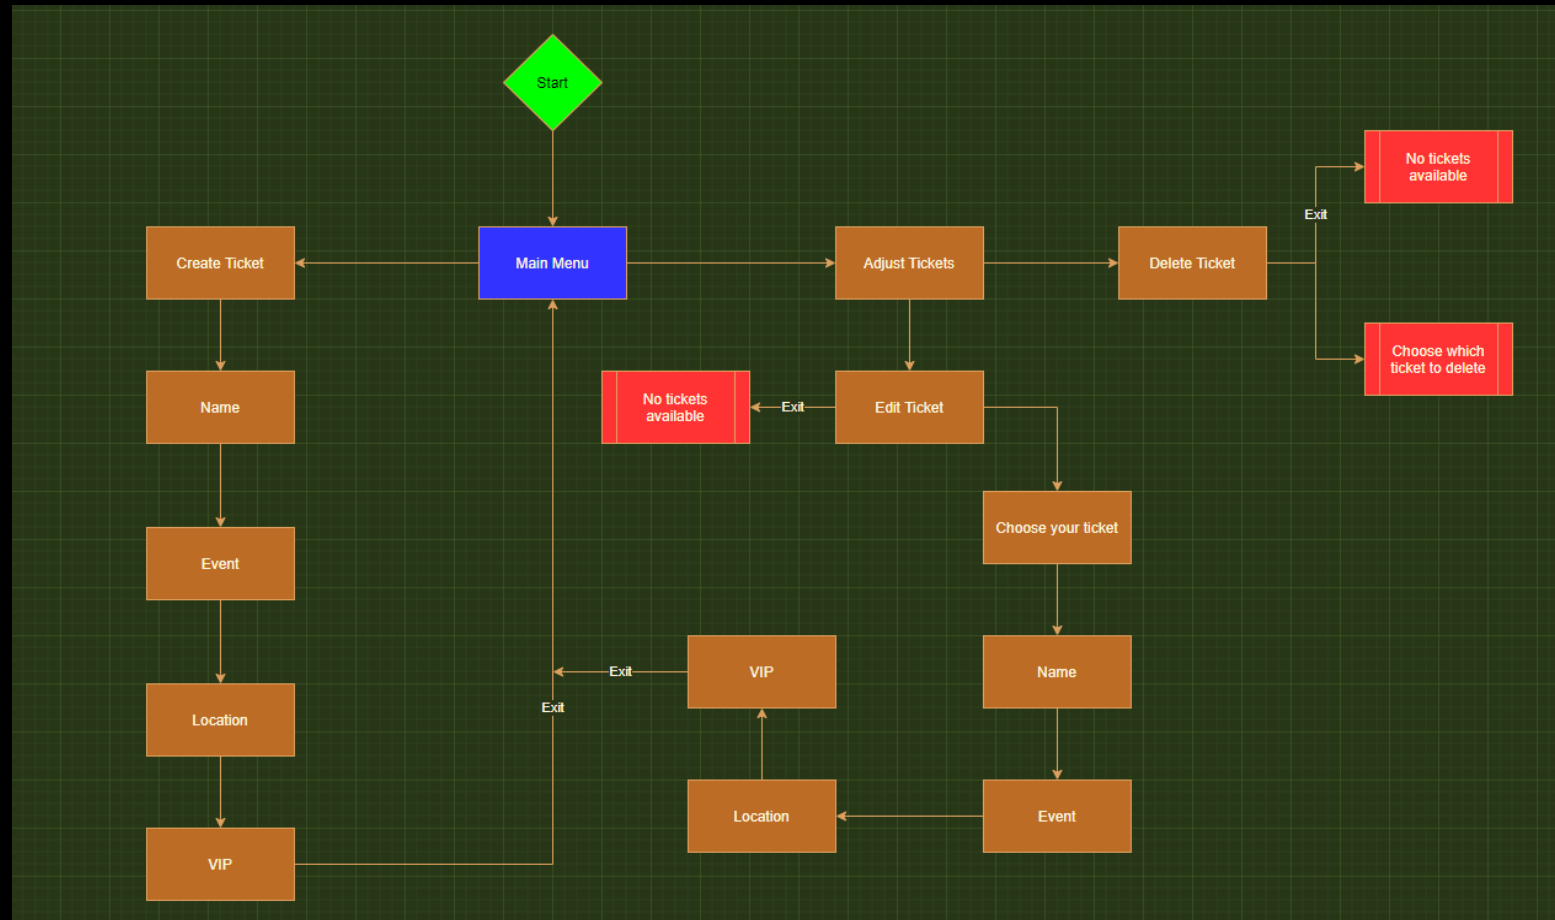 Start
No tickets
available
Exit
Create Ticket
Main Menu
Adjust Tickets
Delete Ticket
Choose which
ticket to delete
Name
No tickets
available
Exit
Edit Ticket
Choose your ticket
Event
VIP
Exit
Name
Exit
Location
Location
Event
VIP